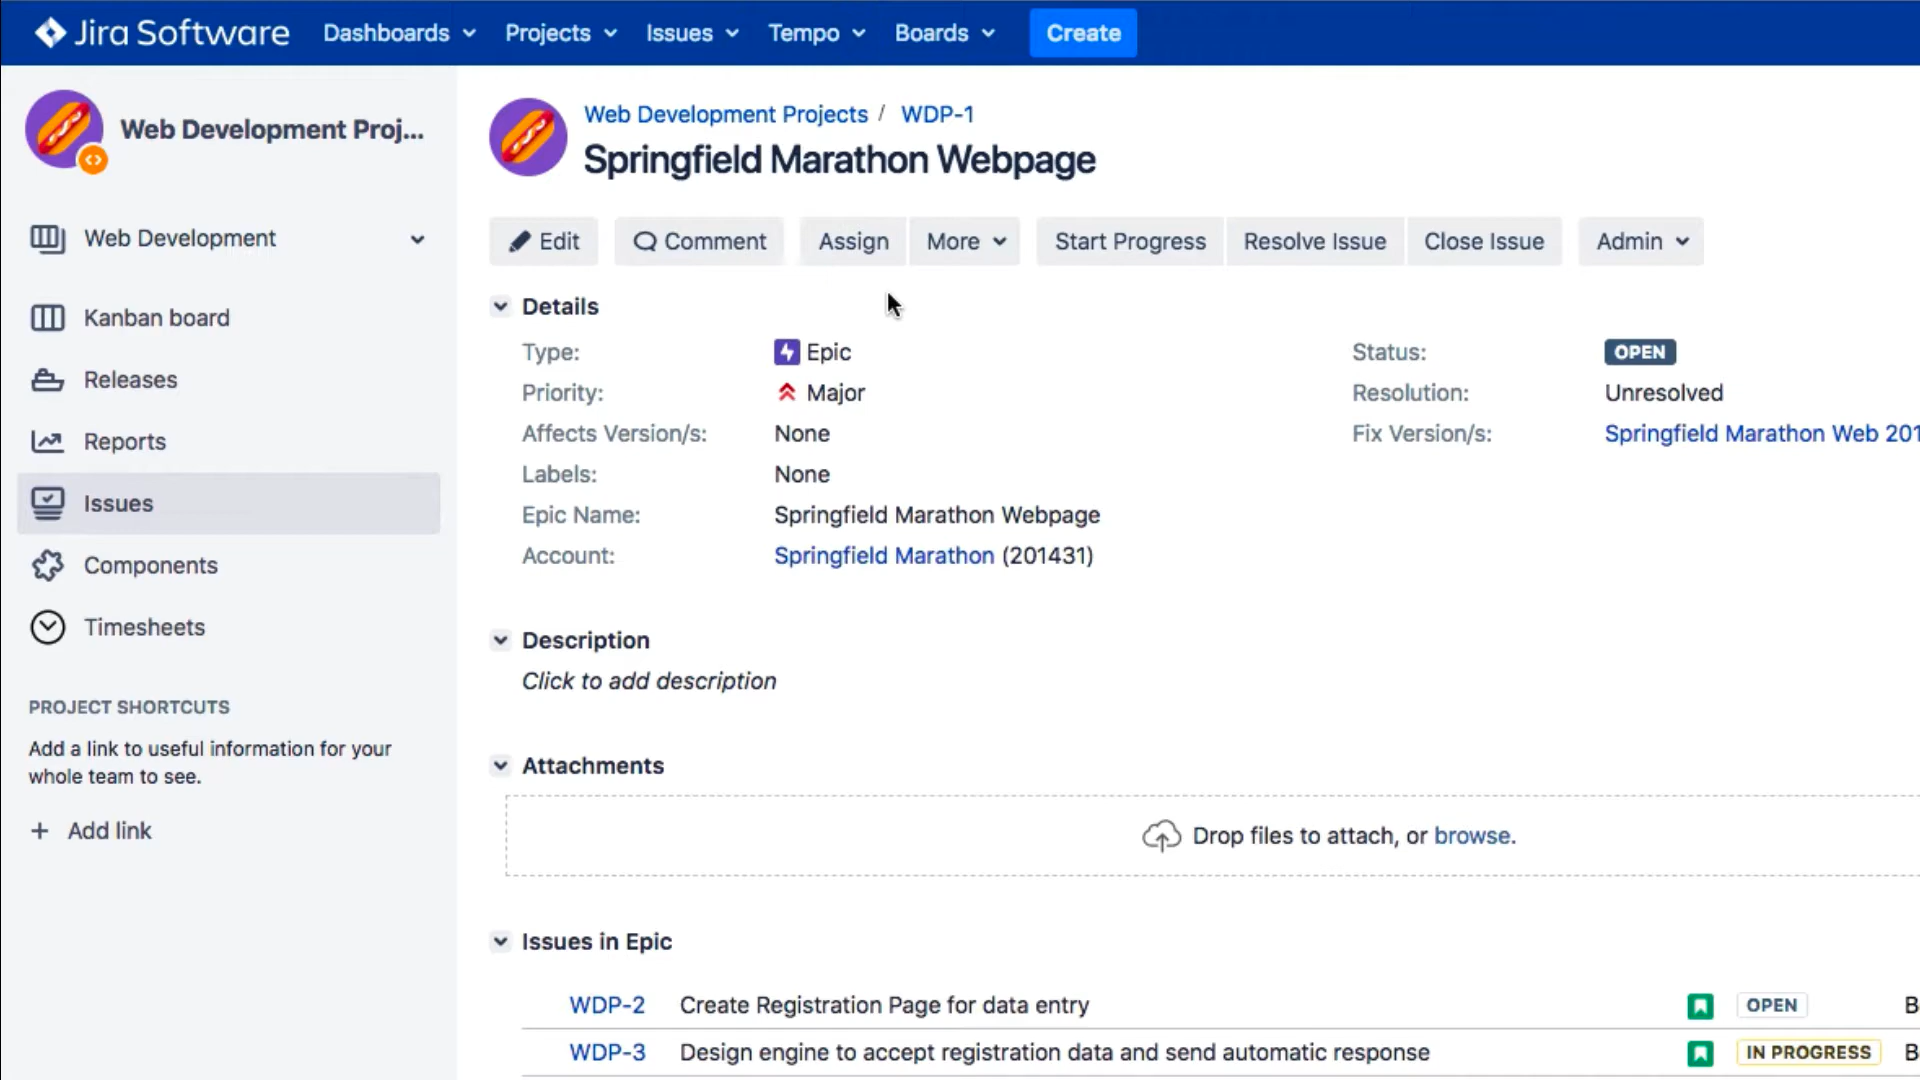 Jira Software Dashboards Projects Issues Tempo Boards Create
Web Development Proj...
Web Development
Kanban board
Releases
Reports
Issues
Components
Timesheets
PROJECT SHORTCUTS
Add a link to useful information for your
whole team to see.
+ Add link
Web Development Projects / WDP-1
Springfield Marathon Webpage
Edit Comment Assign More Start Progress Resolve Issue Close Issue Admin
Details
Type: Epic Status: OPEN
Priority: Major Resolution: Unresolved
Affects Version/s: None Fix Version/s: Springfield Marathon Web 201
Labels: None
Epic Name: Springfield Marathon Webpage
Account: Springfield Marathon (201431)
Description
Click to add description
Attachments
Drop files to attach, or browse.
Issues in Epic
WDP-2 Create Registration Page for data entry OPEN B
WDP-3 Design engine to accept registration data and send automatic response IN PROGRESS B